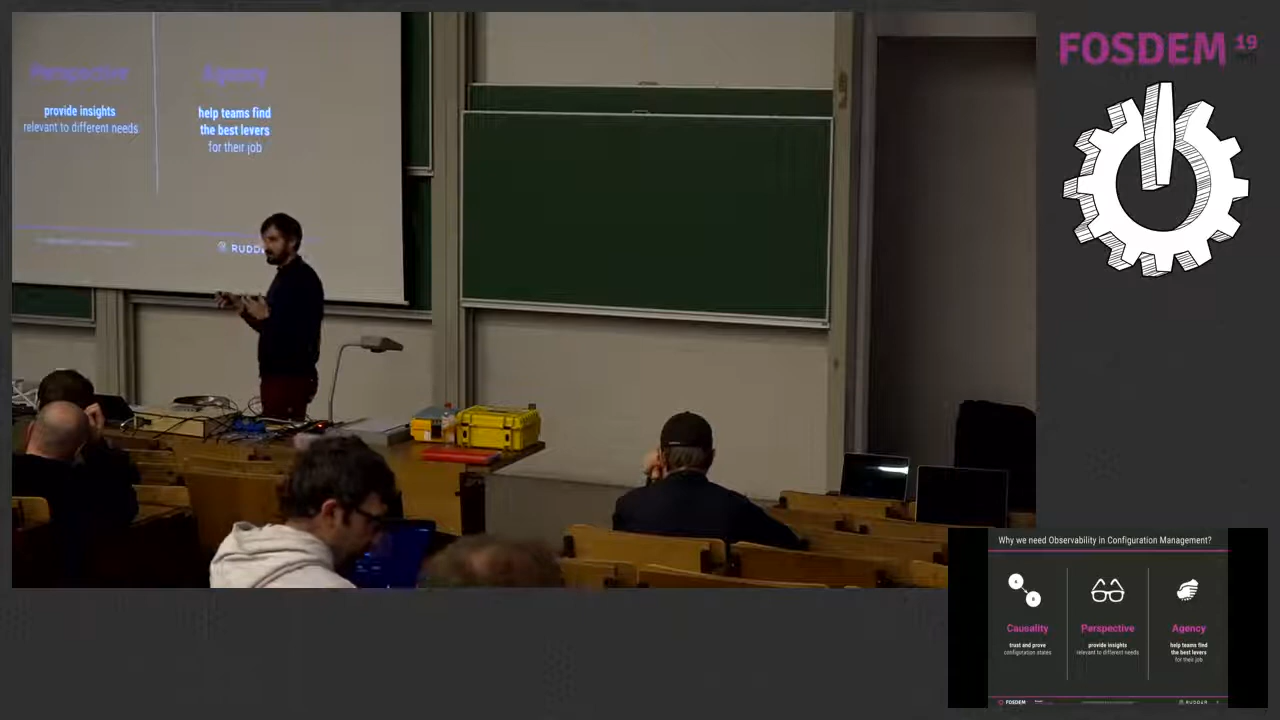 Perspective
provide insights
relevant to different needs
Agency
help teams find
the best levers
for their job
RUDD
FOSDEM 19
Why we need Observability in Configuration Management?
Causality
trust and prove
configuration states
Perspective
provide insights
relevant to different needs
Agency
help teams find
the best levers
for their job
FOSDEM
RUDDER